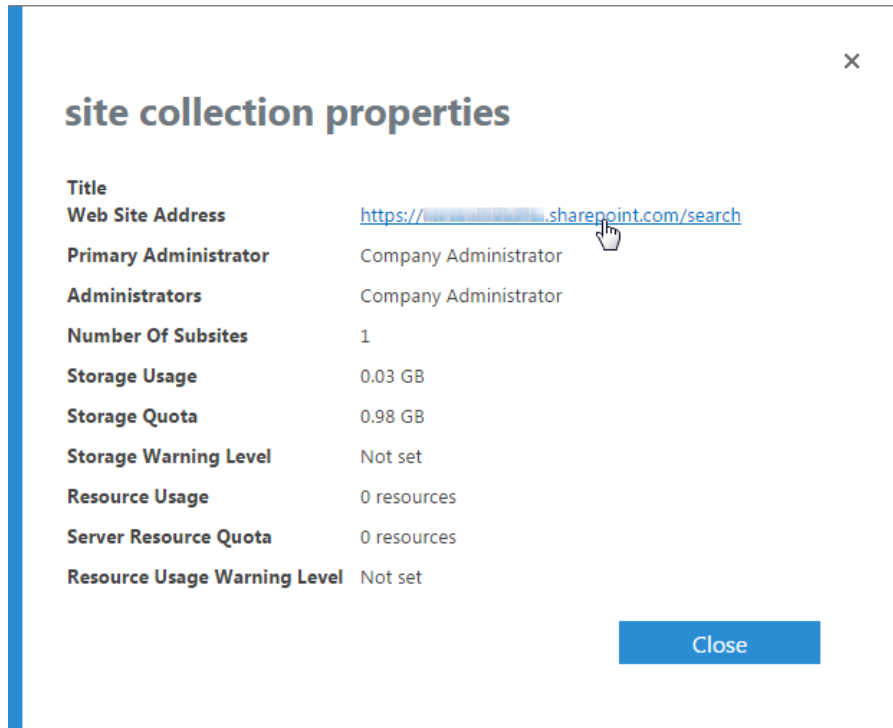 site collection properties
Title
Web Site Address https:// .sharepoint.com/search
Primary Administrator Company Administrator
Administrators Company Administrator
Number Of Subsites 1
Storage Usage 0.03 GB
Storage Quota 0.98 GB
Storage Warning Level Not set
Resource Usage 0 resources
Server Resource Quota 0 resources
Resource Usage Warning Level Not set
Close